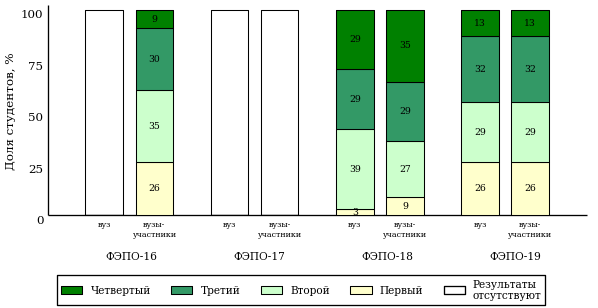 Доля студентов, %
100
75
50
25
0
9
30
35
26
29
29
39
3
35
29
27
9
13
32
29
26
13
32
29
26
вуз
вузы-
участники
вуз
вузы-
участники
вуз
вузы-
участники
вуз
вузы-
участники
ФЭПО-16
ФЭПО-17
ФЭПО-18
ФЭПО-19
Четвертый
Третий
Второй
Первый
Результаты
отсутствуют